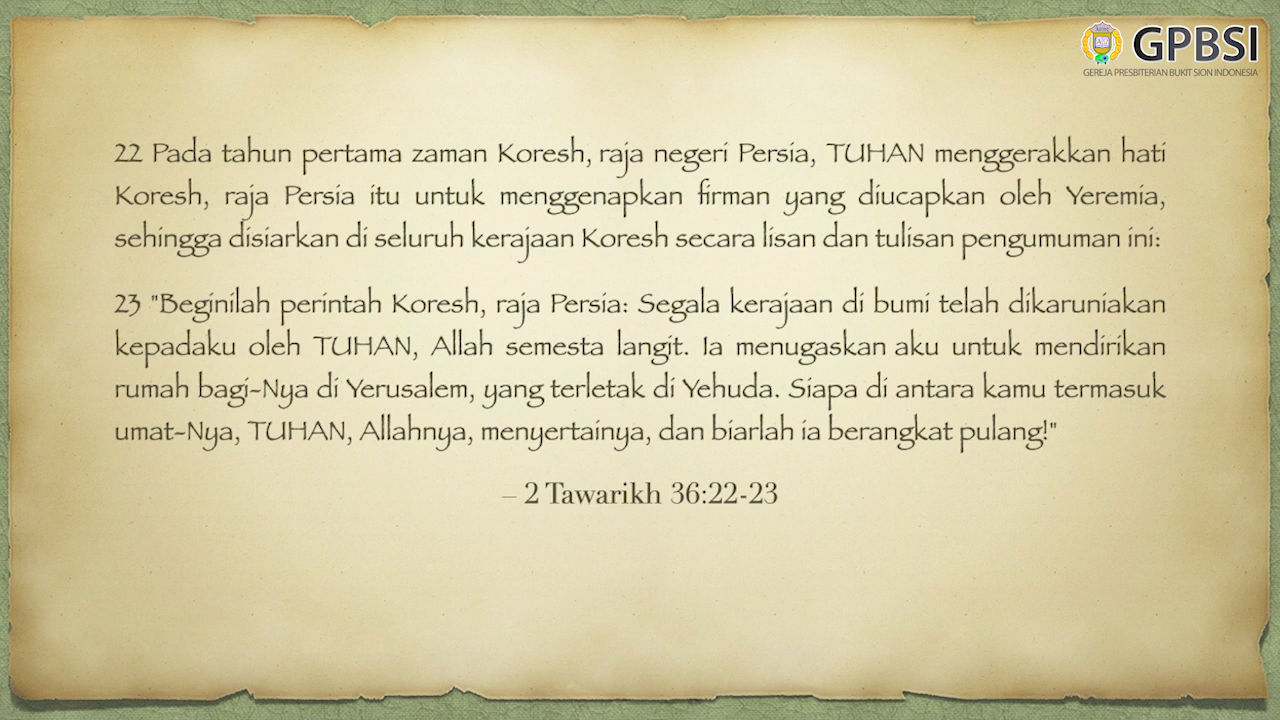 GPBSI
GEREJA PRESBITERIAN BUKIT SION INDONESIA
22 Pada tahun pertama zaman Koresh, raja negeri Persia, TUHAN menggerakkan hati
Koresh, raja Persia itu untuk menggenapkan firman yang diucapkan oleh Yeremia,
sehingga disiarkan di seluruh kerajaan Koresh secara lisan dan tulisan pengumuman ini:
23 "Beginilah perintah Koresh, raja Persia: Segala kerajaan di bumi telah dikaruniakan
kepadaku oleh TUHAN, Allah semesta langit. Ia menugaskan aku untuk mendirikan
rumah bagi-Nya di Yerusalem, yang terletak di Yehuda. Siapa di antara kamu termasuk
umat-Nya, TUHAN, Allahnya, menyertainya, dan biarlah ia berangkat pulang!"
– 2 Tawarikh 36:22-23